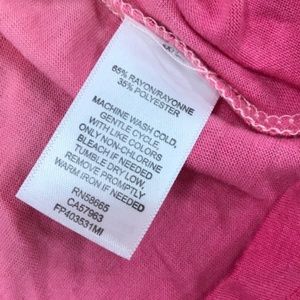 65% RAYON/RAYONNE
35% POLYESTER
MACHINE WASH COLD,
GENTLE CYCLE,
WITH LIKE COLORS
ONLY NON-CHLORINE
BLEACH IF NEEDED
TUMBLE DRY LOW,
REMOVE PROMPTLY
WARM IRON IF NEEDED
RN58665
CA57963
FP403531MI